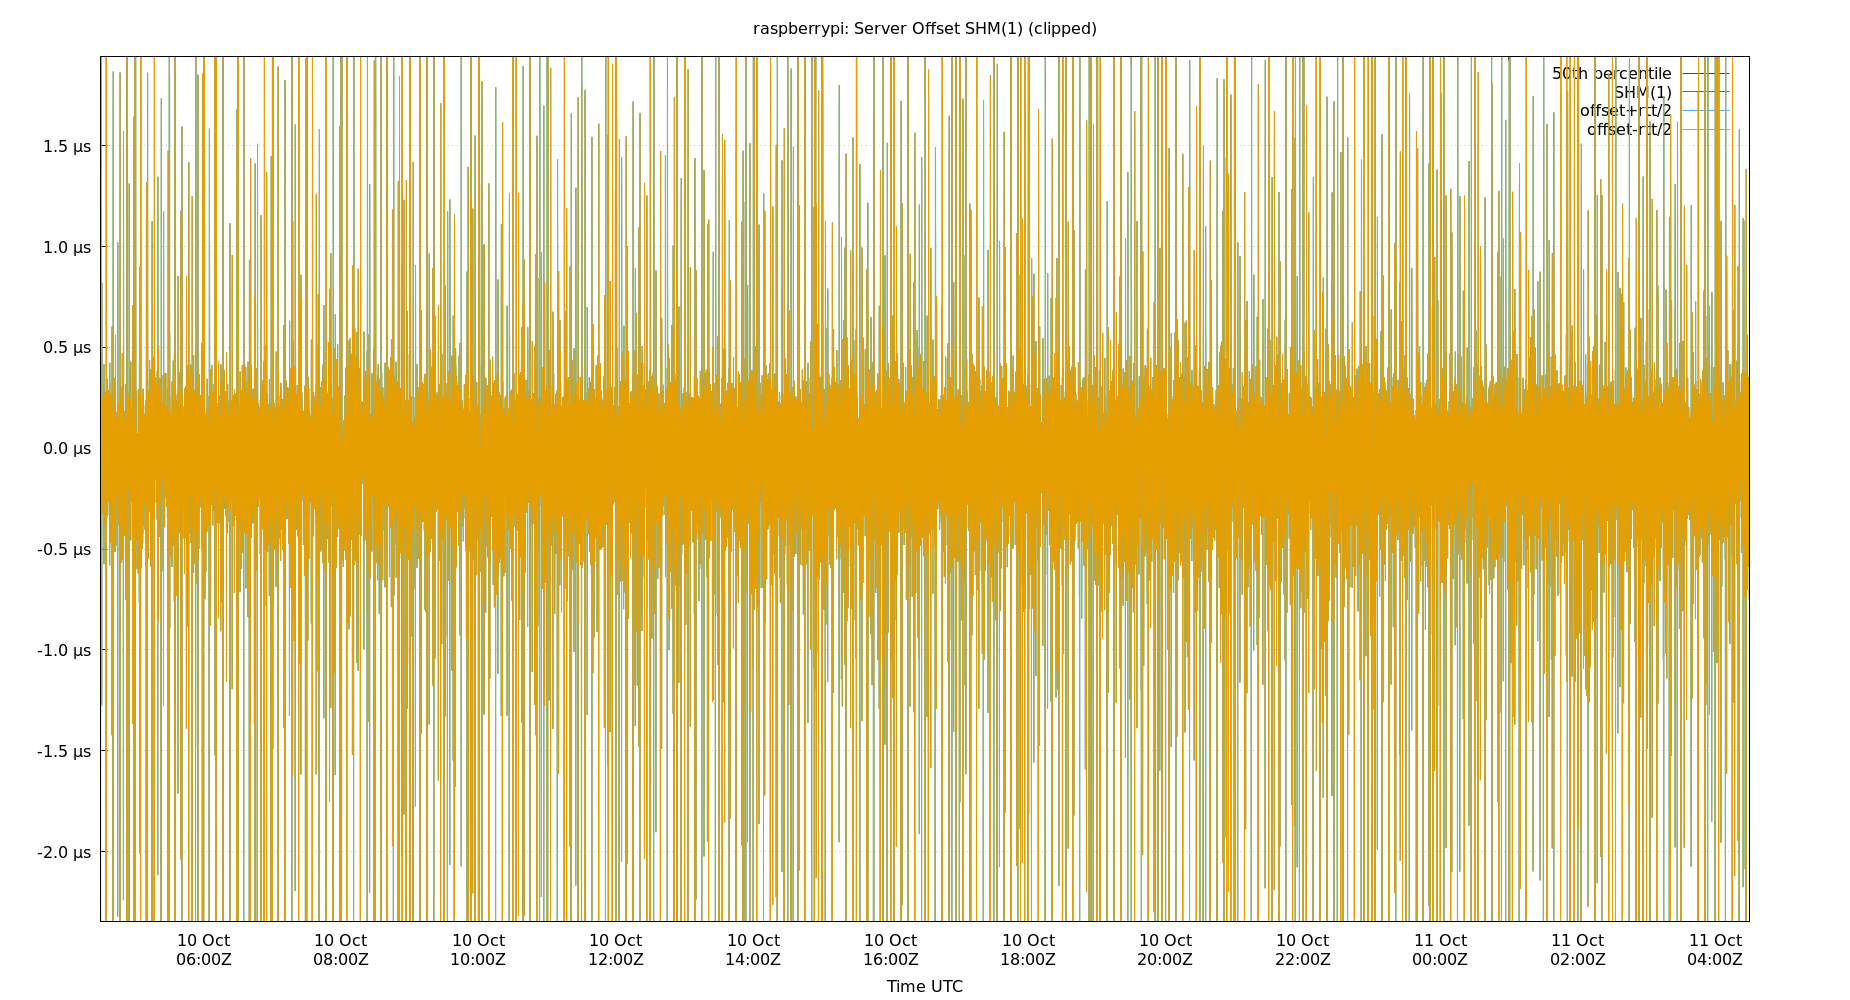 raspberrypi: Server Offset SHM(1) (clipped)
50th percentile
SHM(1)
offset+rtt/2
offset-rtt/2
1.5 µs
1.0 µs
0.5 µs
0.0 µs
-0.5 µs
-1.0 µs
-1.5 µs
-2.0 µs
10 Oct 10 Oct 10 Oct 10 Oct 10 Oct 10 Oct 10 Oct 10 Oct 10 Oct 11 Oct 11 Oct 11 Oct
06:00Z 08:00Z 10:00Z 12:00Z 14:00Z 16:00Z 18:00Z 20:00Z 22:00Z 00:00Z 02:00Z 04:00Z
Time UTC